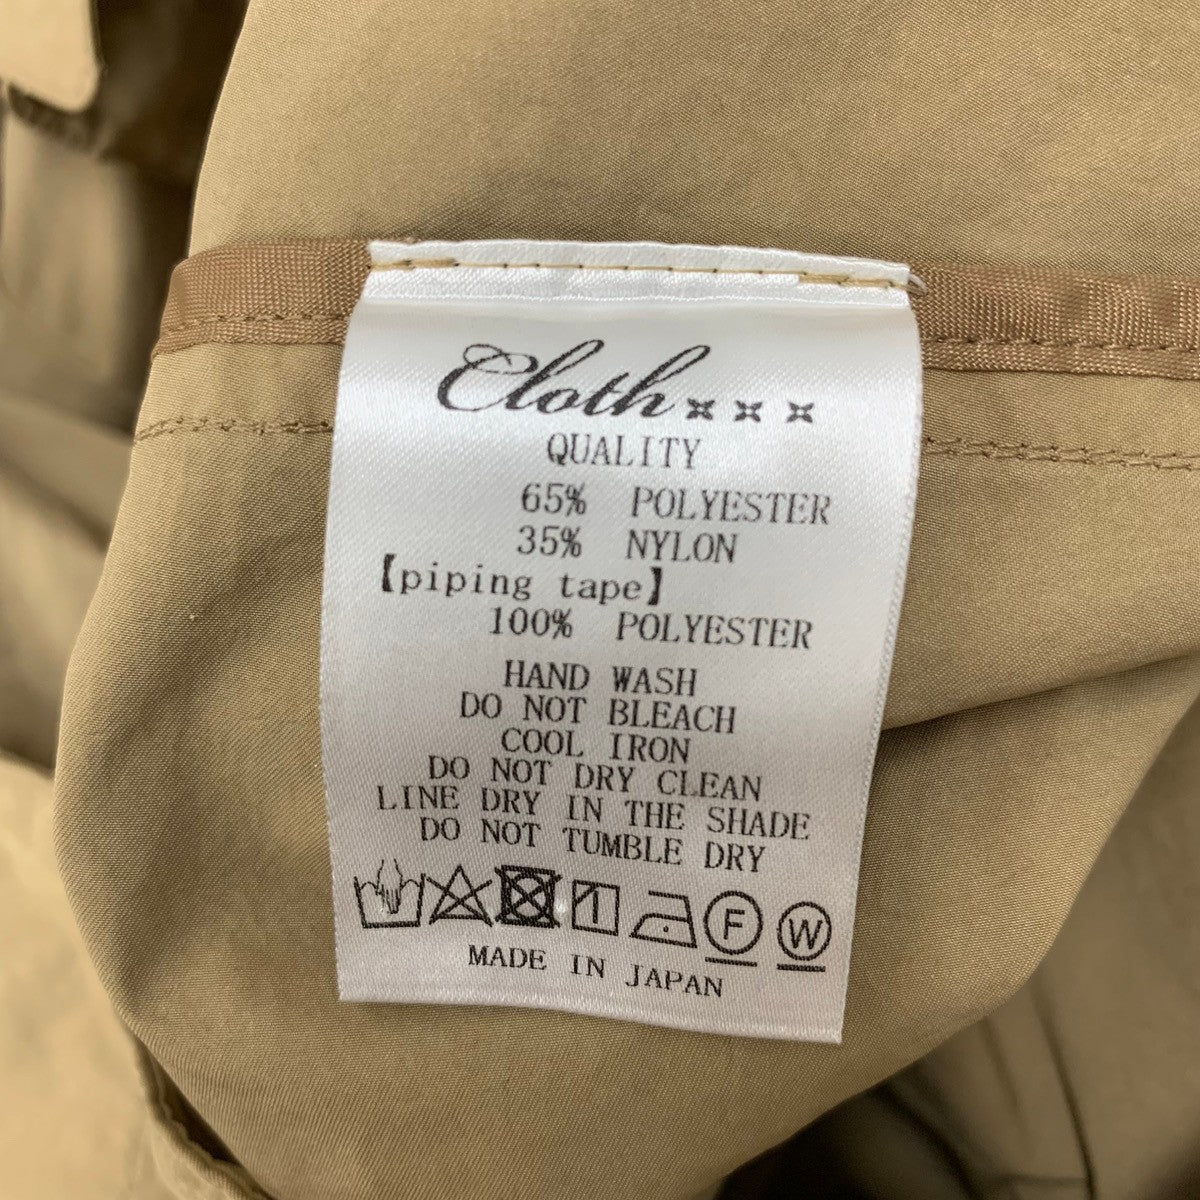 Cloth
QUALITY
65% POLYESTER
35% NYLON
【piping tape】
100% POLYESTER
HAND WASH
DO NOT BLEACH
COOL IRON
DO NOT DRY CLEAN
LINE DRY IN THE SHADE
DO NOT TUMBLE DRY
F W
MADE IN JAPAN